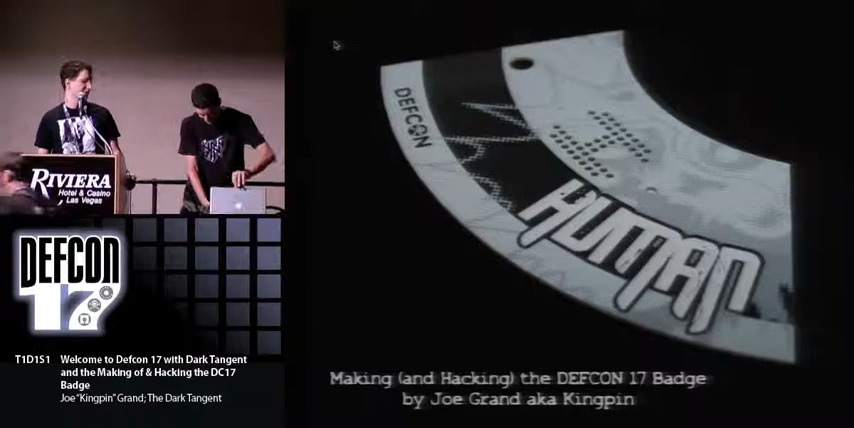 RIVIERA
Hotel & Casino
Las Vegas
DEFCON
17
T1D1S1 Welcome to Defcon 17 with Dark Tangent
and the Making of & Hacking the DC17
Badge
Joe "Kingpin" Grand; The Dark Tangent
DEFCON
HUMAN
Making (and Hacking) the DEFCON 17 Badge
by Joe Grand aka Kingpin